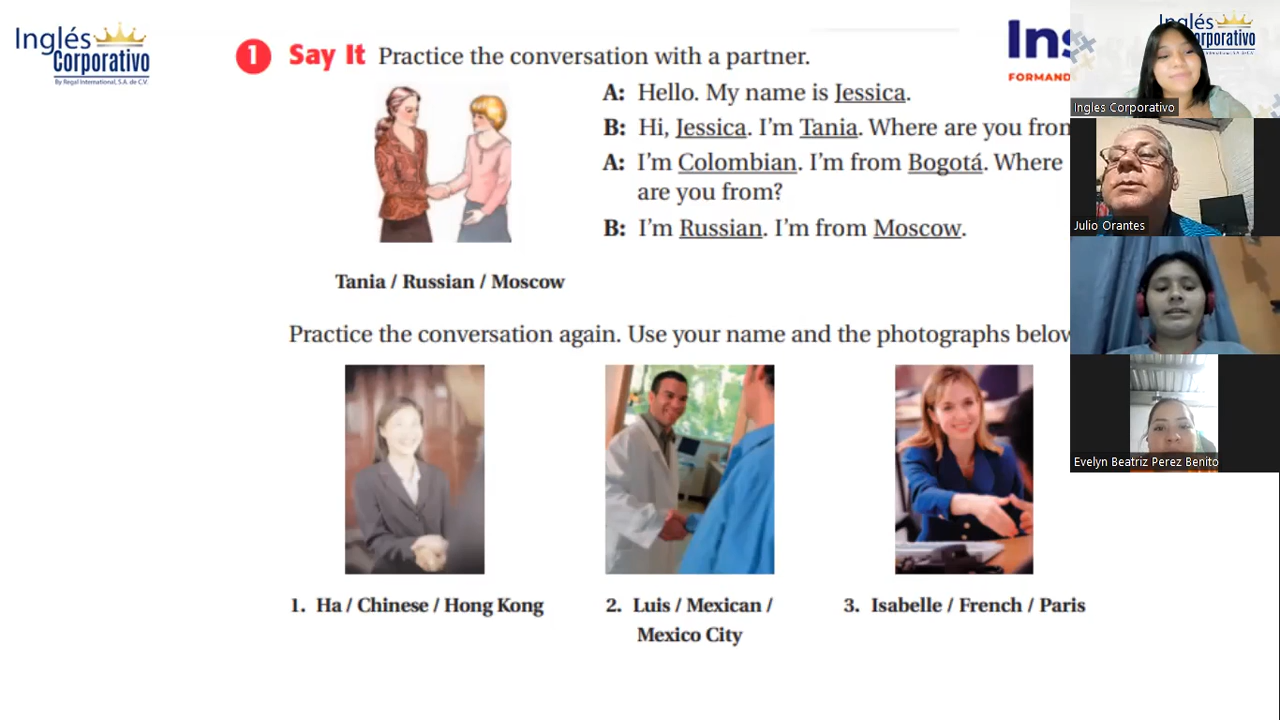 Inglés
Corporativo
By Regal International, S.A. de C.V.
1 Say It Practice the conversation with a partner.
A: Hello. My name is Jessica.
B: Hi, Jessica. I'm Tania. Where are you from
A: I'm Colombian. I'm from Bogotá. Where
are you from?
B: I'm Russian. I'm from Moscow.
Tania / Russian / Moscow
Practice the conversation again. Use your name and the photographs below
1. Ha / Chinese / Hong Kong
2. Luis / Mexican /
Mexico City
3. Isabelle / French / Paris
Ins
FORMAND
Inglés
Corporativo
Ingles Corporativo
Julio Orantes
Evelyn Beatriz Perez Benito